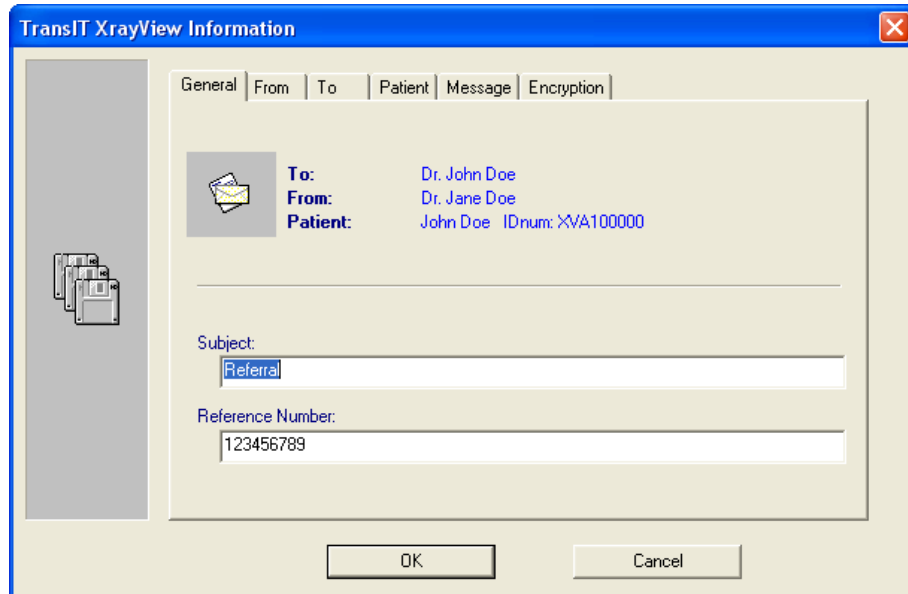 TransIT XrayView Information
General From To Patient Message Encryption
To: Dr. John Doe
From: Dr. Jane Doe
Patient: John Doe IDnum: XVA100000
Subject:
Referral
Reference Number:
123456789
OK Cancel